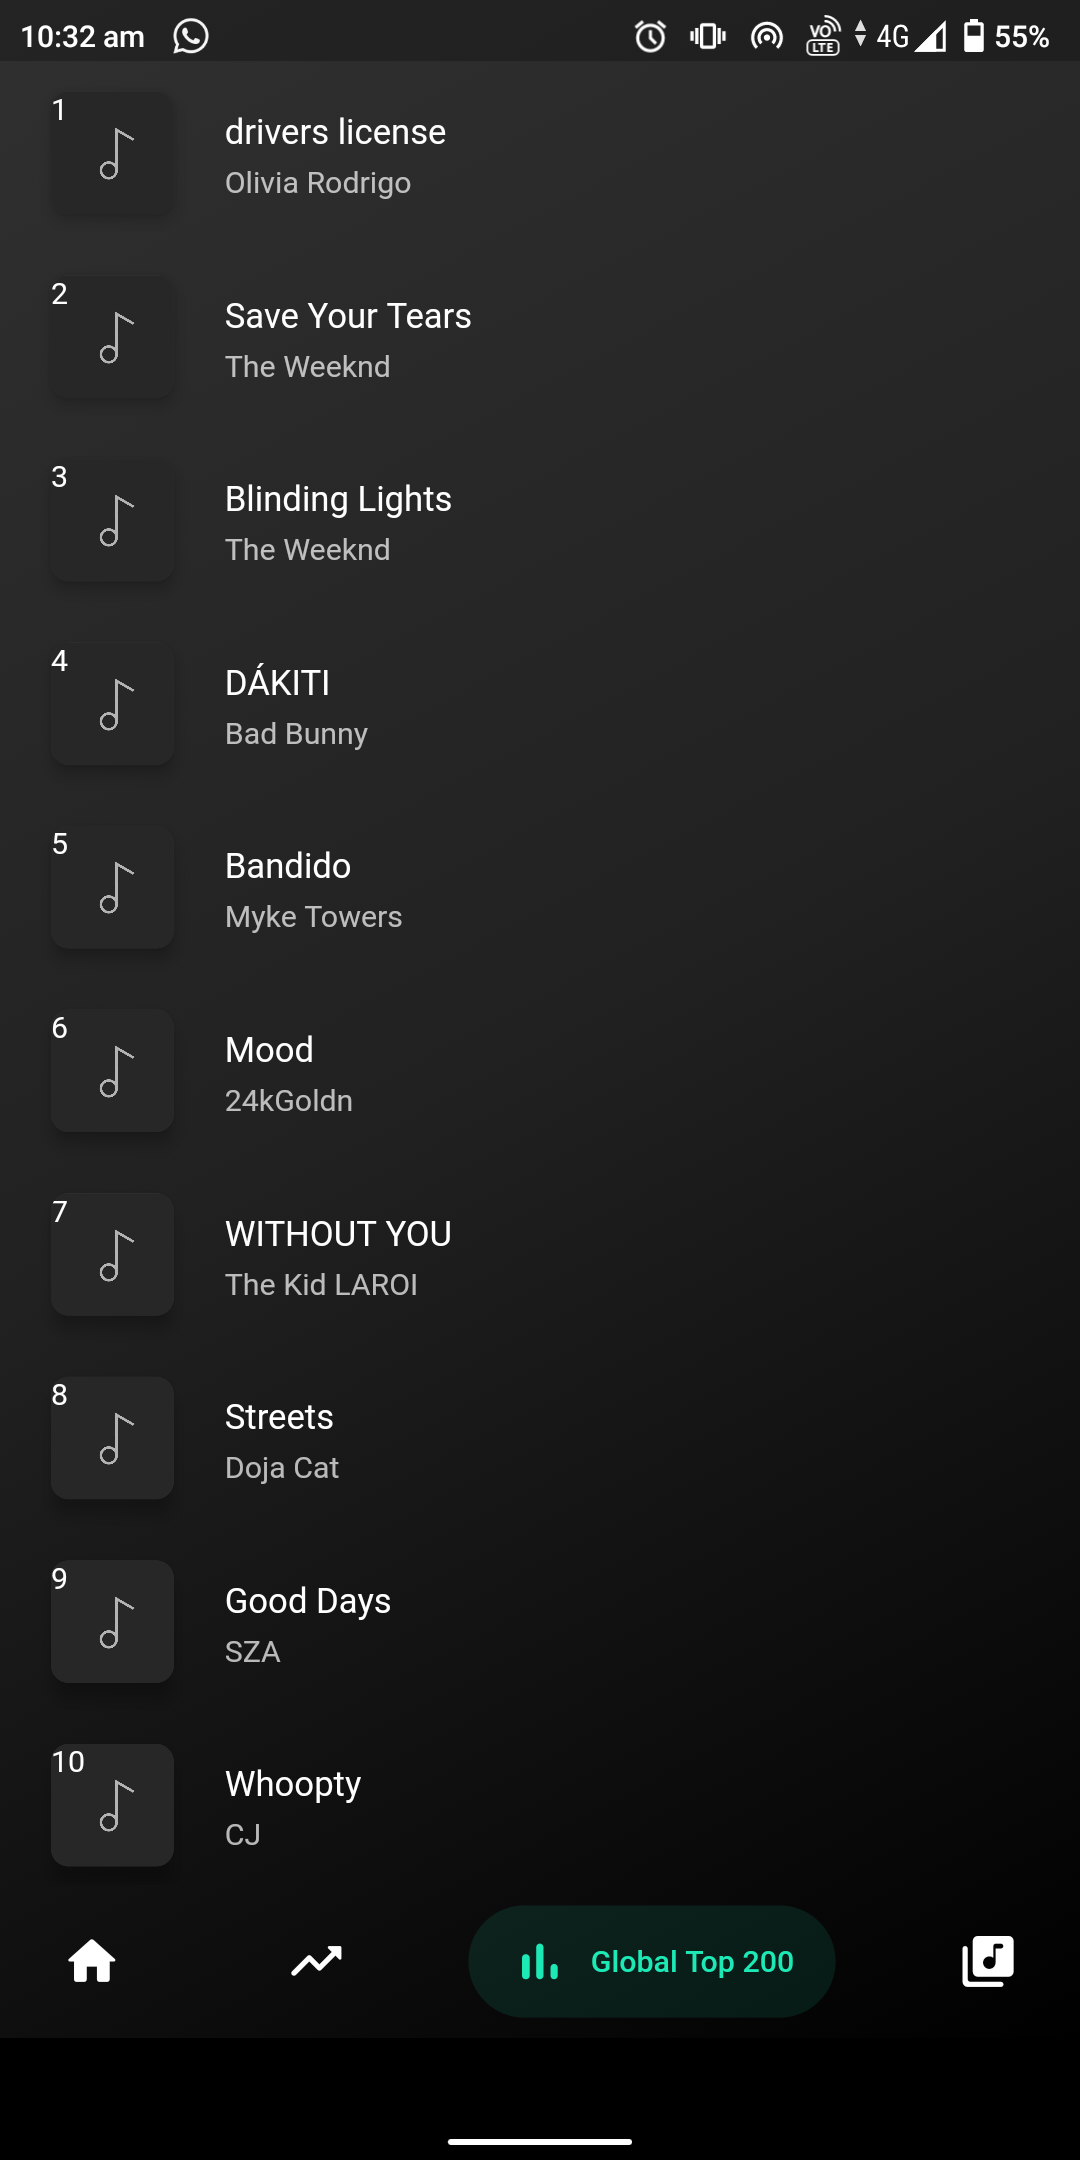 10:32 am VO LTE 4G 55%
1
drivers license
Olivia Rodrigo
2
Save Your Tears
The Weeknd
3
Blinding Lights
The Weeknd
4
DÁKITI
Bad Bunny
5
Bandido
Myke Towers
6
Mood
24kGoldn
7
WITHOUT YOU
The Kid LAROI
8
Streets
Doja Cat
9
Good Days
SZA
10
Whoopty
CJ
Global Top 200